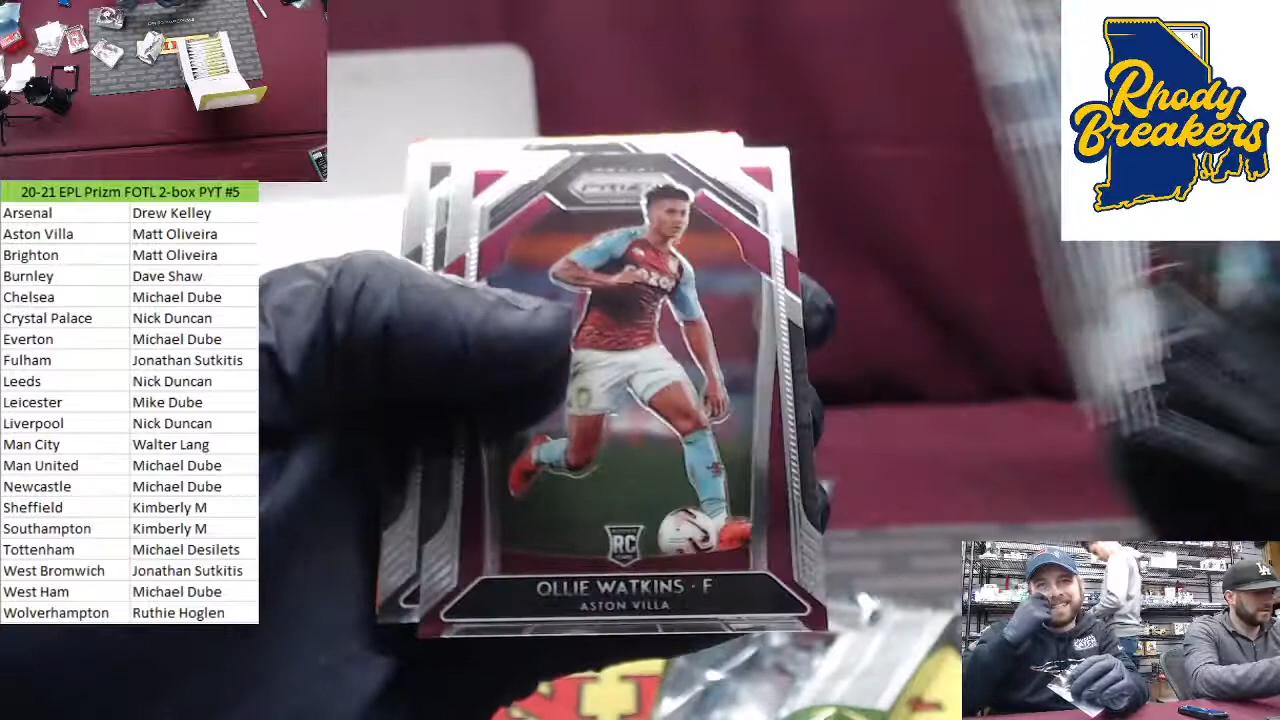 20-21 EPL Prizm FOTL 2-box PYT #5
Arsenal Drew Kelley
Aston Villa Matt Oliveira
Brighton Matt Oliveira
Burnley Dave Shaw
Chelsea Michael Dube
Crystal Palace Nick Duncan
Everton Michael Dube
Fulham Jonathan Sutkitis
Leeds Nick Duncan
Leicester Mike Dube
Liverpool Nick Duncan
Man City Walter Lang
Man United Michael Dube
Newcastle Michael Dube
Sheffield Kimberly M
Southampton Kimberly M
Tottenham Michael Desilets
West Bromwich Jonathan Sutkitis
West Ham Michael Dube
Wolverhampton Ruthie Hoglen
PRIZM
RC
OLLIE WATKINS · F
ASTON VILLA
1/1
Rhody
Breakers
LA